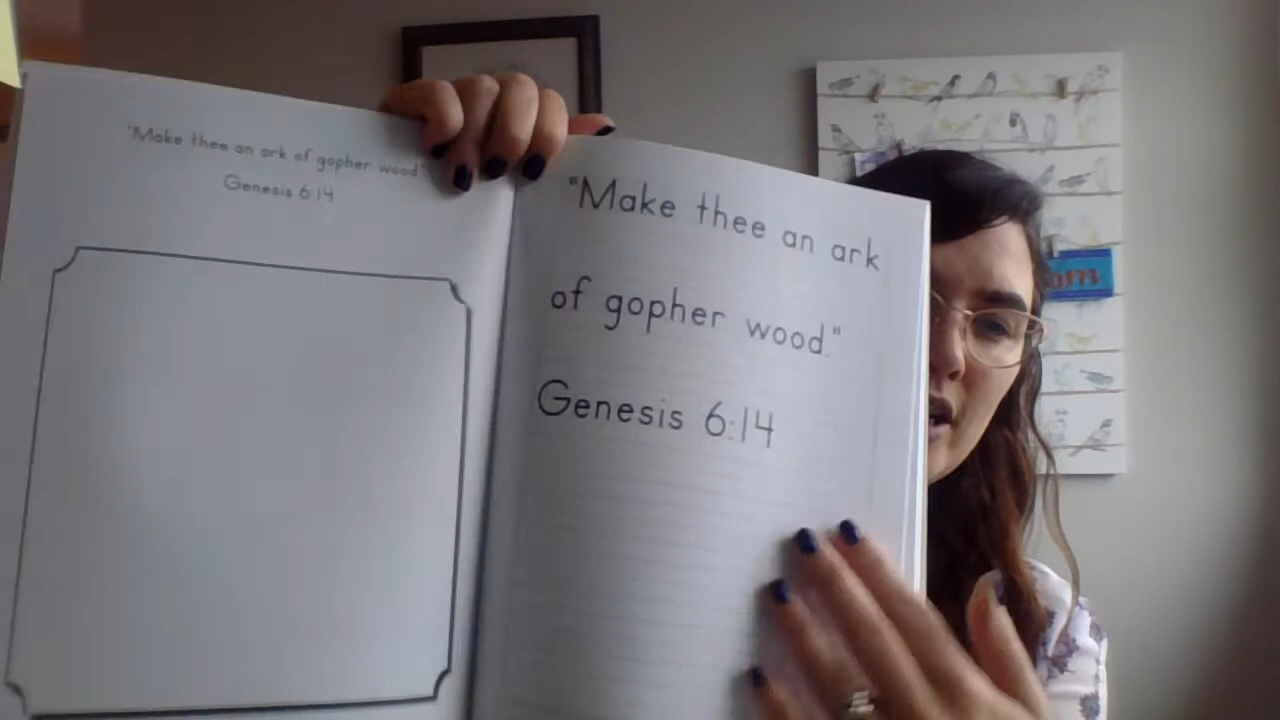 "Make thee an ark of gopher wood"
Genesis 6:14
"Make thee an ark
of gopher wood."
Genesis 6:14